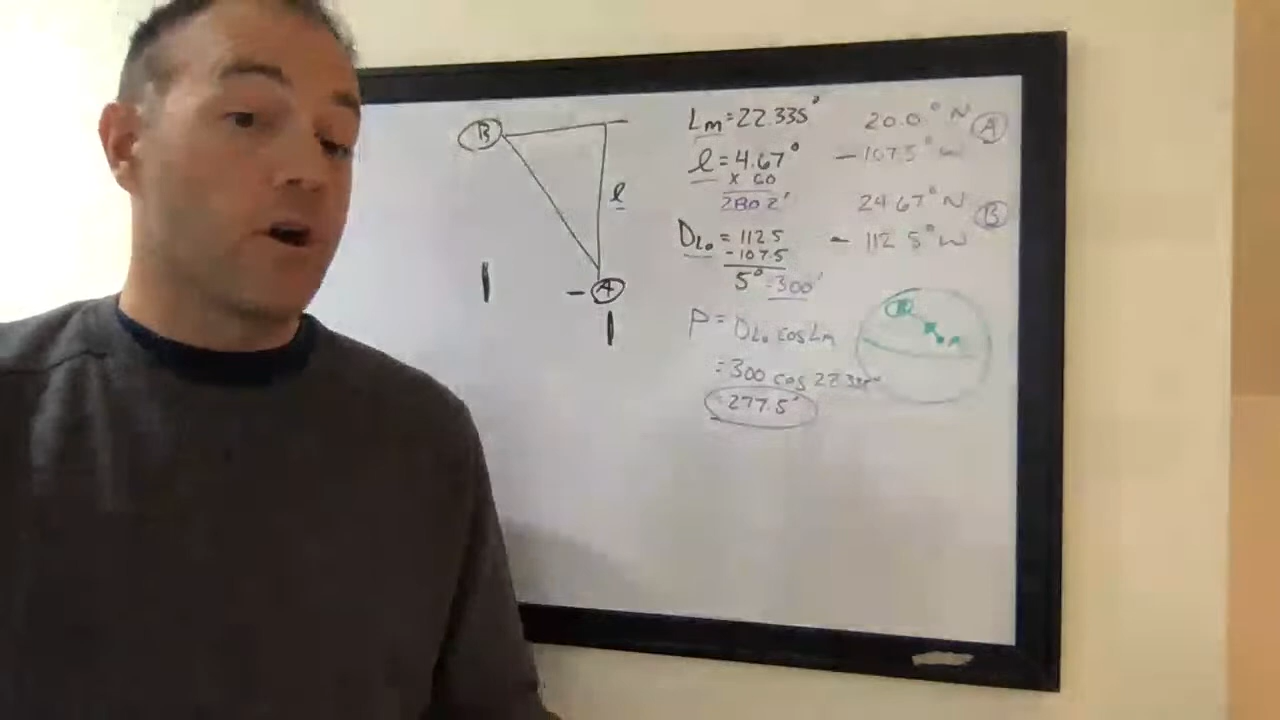 B
l
A
Lm = 22.335°
l = 4.67°
x 60
280.2'
DLo = 112.5
-107.5
5° = 300'
P = DLo cos Lm
= 300 cos 22.335°
277.5'
20.0° N A
- 107.5° W
24.67° N B
- 112.5° W